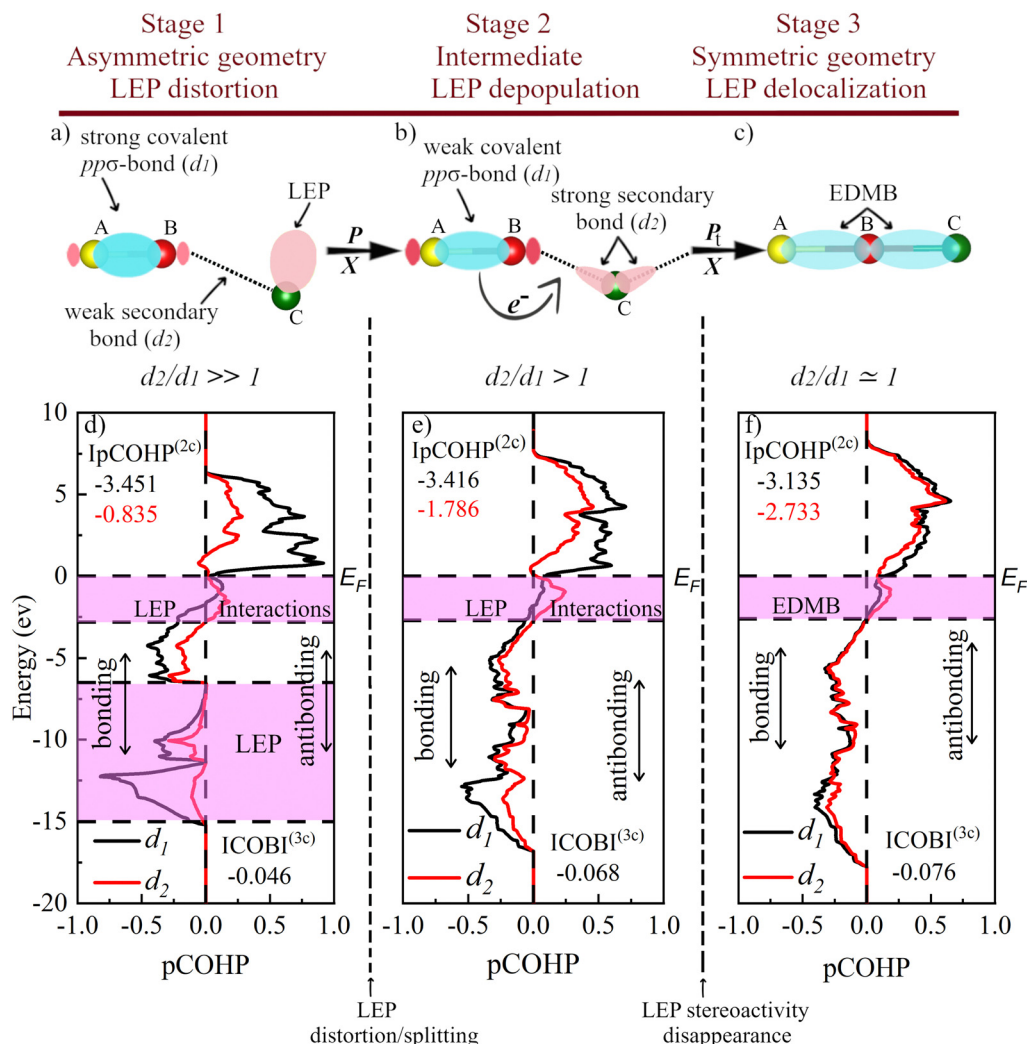 Stage 1
Asymmetric geometry
LEP distortion
Stage 2
Intermediate
LEP depopulation
Stage 3
Symmetric geometry
LEP delocalization
a)
strong covalent
ppσ-bond (d1)
LEP
A
B
C
weak secondary
bond (d2)
P
X
b)
weak covalent
ppσ-bond (d1)
strong secondary
bond (d2)
A
B
C
e-
Pt
X
c)
EDMB
A
B
C
d2/d1 >> 1
d2/d1 > 1
d2/d1 ≃ 1
d)
IpCOHP(2c)
-3.451
-0.835
EF
LEP
Interactions
bonding
antibonding
LEP
d1
d2
ICOBI(3c)
-0.046
e)
IpCOHP(2c)
-3.416
-1.786
EF
LEP
Interactions
bonding
antibonding
d1
d2
ICOBI(3c)
-0.068
f)
IpCOHP(2c)
-3.135
-2.733
EF
EDMB
bonding
antibonding
d1
d2
ICOBI(3c)
-0.076
Energy (ev)
10
5
0
-5
-10
-15
-20
-1.0 -0.5 0.0 0.5 1.0
-0.5 0.0 0.5 1.0
-0.5 0.0 0.5 1.0
-1.0
-1.0
pCOHP
pCOHP
pCOHP
LEP
distortion/splitting
LEP stereoactivity
disappearance